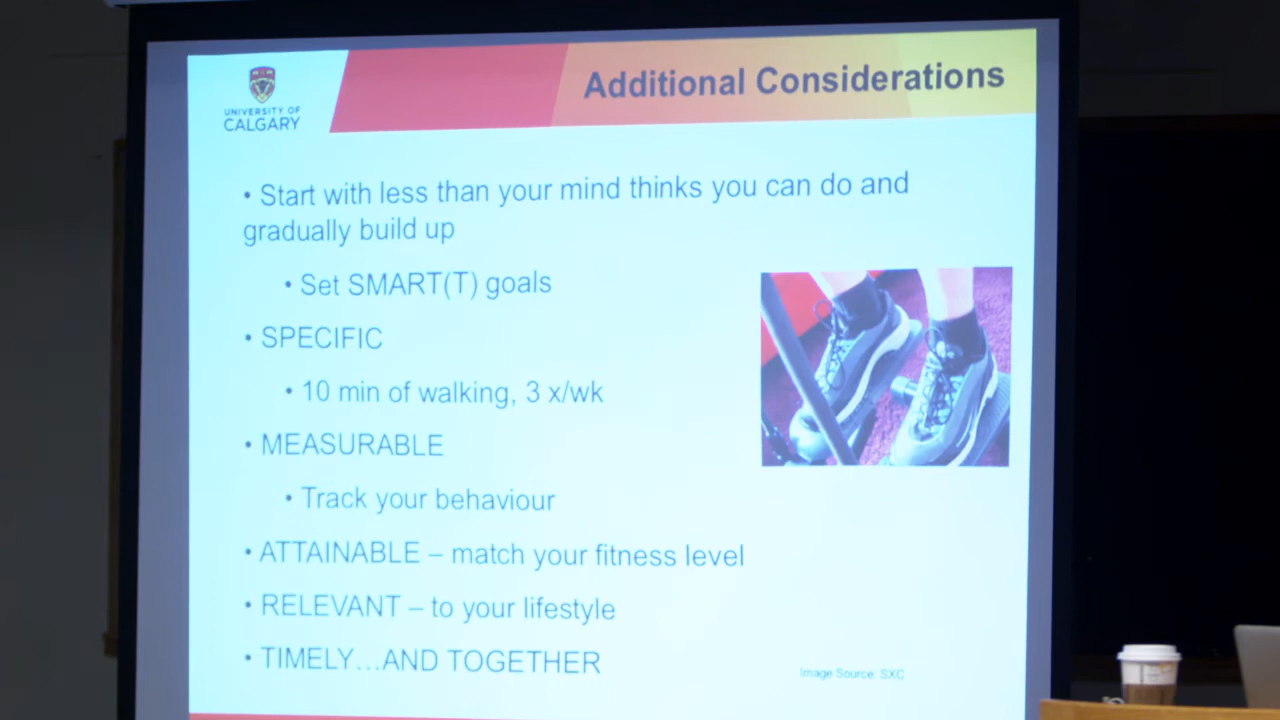 UNIVERSITY OF
CALGARY
Additional Considerations
• Start with less than your mind thinks you can do and
gradually build up
• Set SMART(T) goals
• SPECIFIC
• 10 min of walking, 3 x/wk
• MEASURABLE
• Track your behaviour
• ATTAINABLE – match your fitness level
• RELEVANT – to your lifestyle
• TIMELY…AND TOGETHER
Image Source: SXC